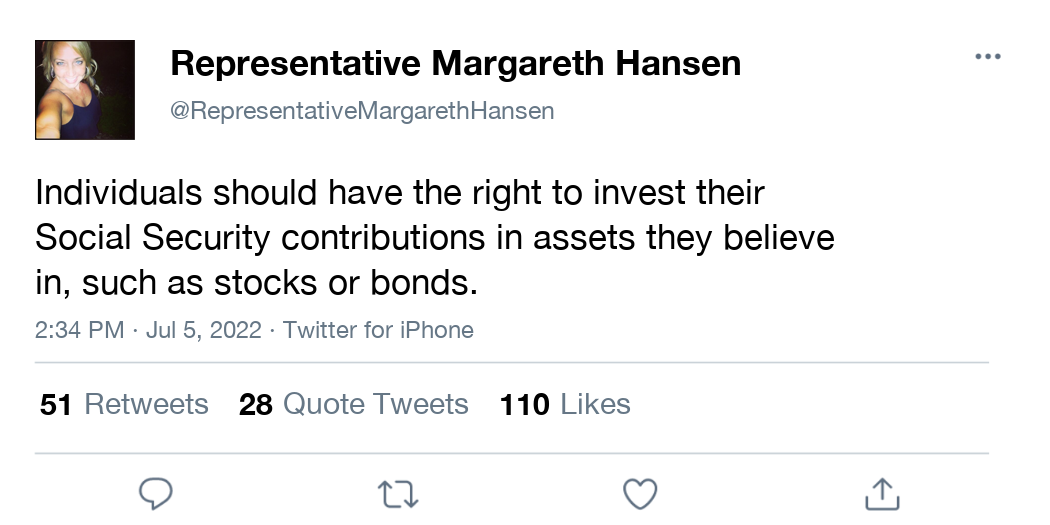 Representative Margareth Hansen
@RepresentativeMargarethHansen
Individuals should have the right to invest their
Social Security contributions in assets they believe
in, such as stocks or bonds.
2:34 PM · Jul 5, 2022 · Twitter for iPhone
51 Retweets 28 Quote Tweets 110 Likes